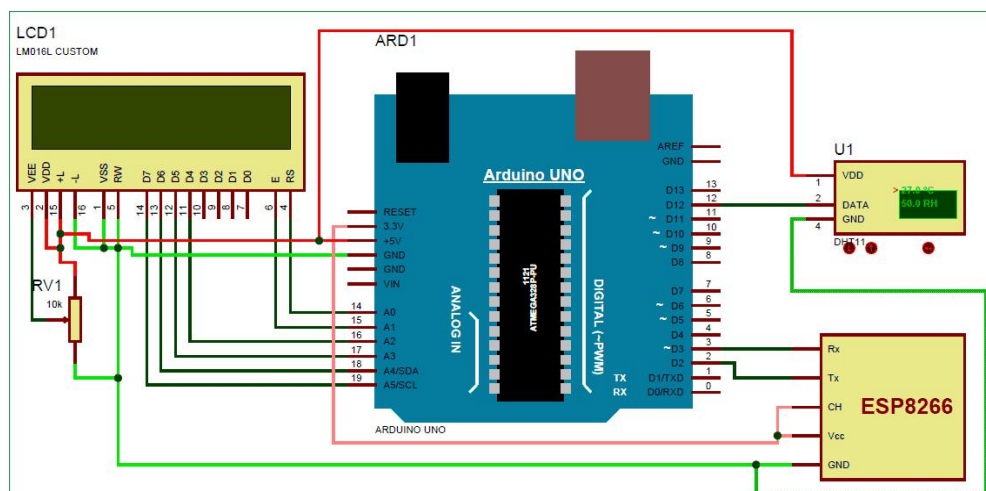 LCD1
LM016L CUSTOM
VEE
VDD
+L
-L
VSS
RW
D7
D6
D5
D4
D3
D2
D1
D0
E
RS
3
2
15
16
1
5
14
13
12
11
10
9
8
7
6
4
RV1
10k
ARD1
Arduino UNO
RESET
3.3V
+5V
GND
GND
VIN
14 A0
15 A1
16 A2
17 A3
18 A4/SDA
19 A5/SCL
ANALOG IN
1121
ATMEGA328P-PU
DIGITAL (~PWM)
AREF
GND
D13 13
D12 12
~ D11 11
~ D10 10
~ D9 9
D8 8
D7 7
~ D6 6
~ D5 5
D4 4
~ D3 3
D2 2
TX D1/TXD 1
RX D0/RXD 0
ARDUINO UNO
U1
1 VDD
2 DATA
4 GND
> 27.0 °C
50.0 RH
DHT11
Rx
Tx
CH
Vcc
GND
ESP8266